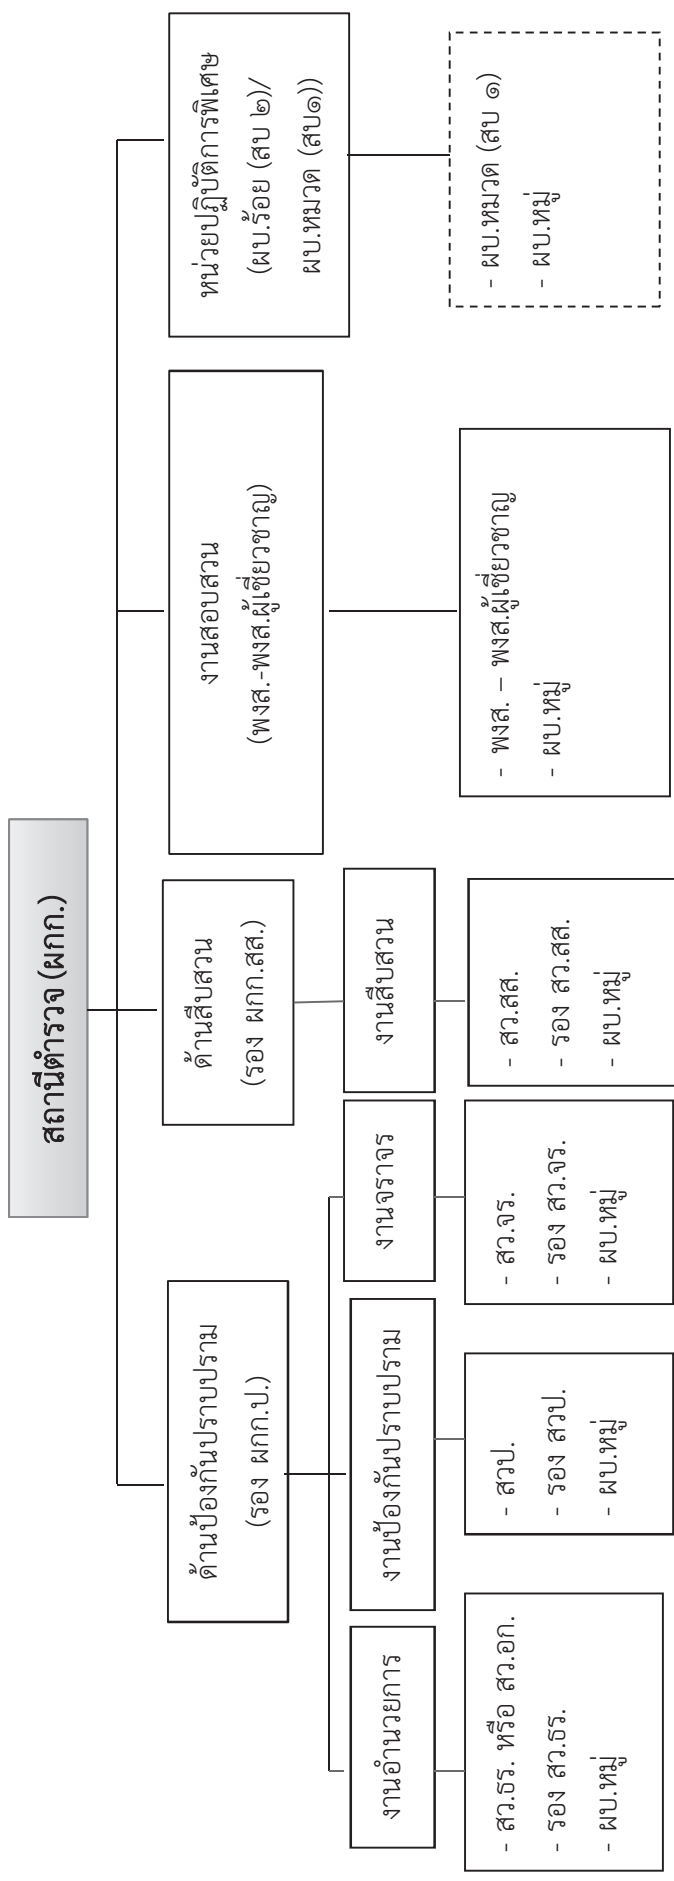 สถานีตำรวจ (ผกก.)
ด้านป้องกันปราบปราม
(รอง ผกก.ป.)
ด้านสืบสวน
(รอง ผกก.สส.)
งานสอบสวน
(พงส.-พงส.ผู้เชี่ยวชาญ)
หน่วยปฏิบัติการพิเศษ
(ผบ.ร้อย (สบ ๒)/
ผบ.หมวด (สบ๑))
งานอำนวยการ
งานป้องกันปราบปราม
งานจราจร
งานสืบสวน
- สว.ธร. หรือ สว.อก.
- รอง สว.ธร.
- ผบ.หมู่
- สวป.
- รอง สวป.
- ผบ.หมู่
- สว.จร.
- รอง สว.จร.
- ผบ.หมู่
- สว.สส.
- รอง สว.สส.
- ผบ.หมู่
- พงส. – พงส.ผู้เชี่ยวชาญ
- ผบ.หมู่
- ผบ.หมวด (สบ ๑)
- ผบ.หมู่